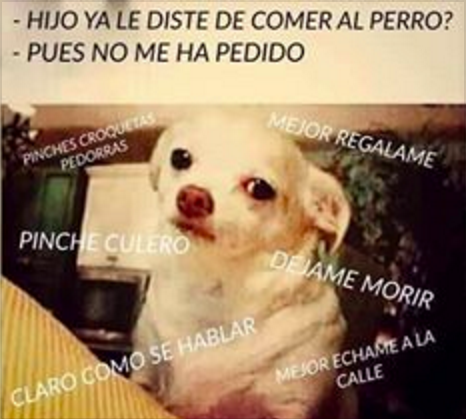 - HIJO YA LE DISTE DE COMER AL PERRO?
- PUES NO ME HA PEDIDO
PINCHES CROQUETAS
PEDORRAS
MEJOR REGALAME
PINCHE CULERO
DEJAME MORIR
CLARO COMO SE HABLAR
MEJOR ECHAME A LA
CALLE